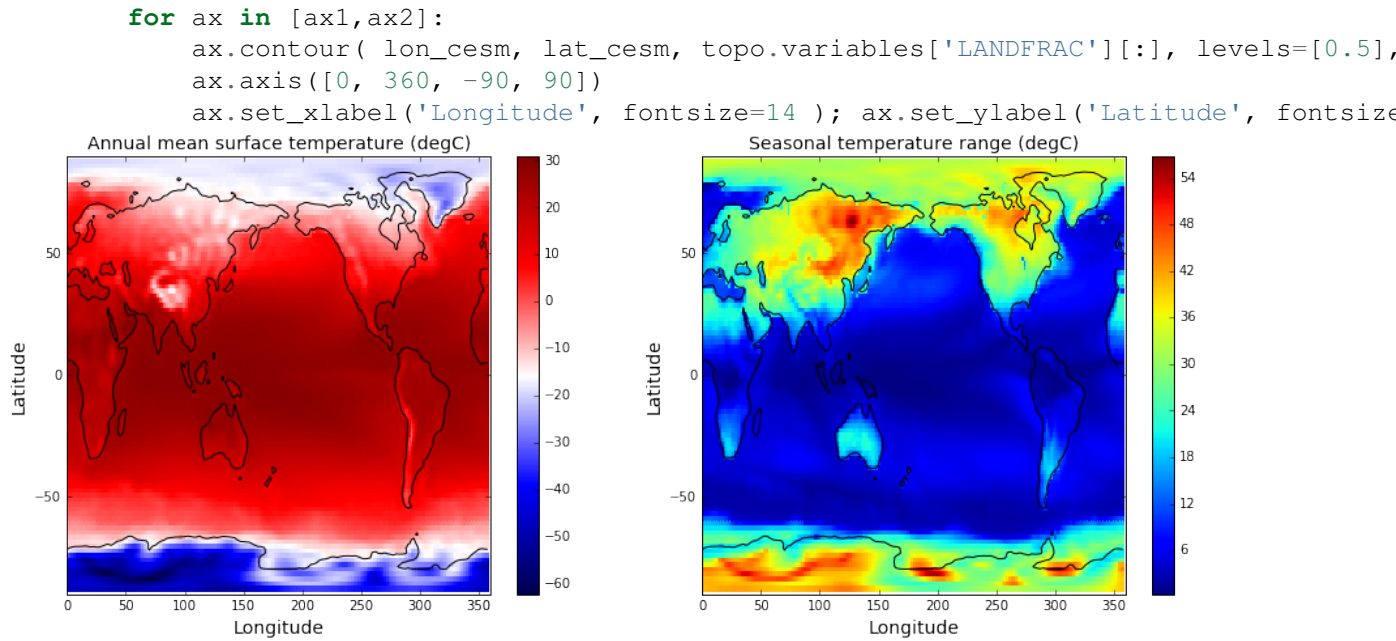 for ax in [ax1,ax2]:
ax.contour( lon_cesm, lat_cesm, topo.variables['LANDFRAC'][:], levels=[0.5],
ax.axis([0, 360, -90, 90])
ax.set_xlabel('Longitude', fontsize=14 ); ax.set_ylabel('Latitude', fontsize
Annual mean surface temperature (degC)
30
20
10
0
−10
−20
−30
−40
−50
−60
50
0
−50
Latitude
0 50 100 150 200 250 300 350
Longitude
Seasonal temperature range (degC)
54
48
42
36
30
24
18
12
6
50
0
−50
Latitude
0 50 100 150 200 250 300 350
Longitude